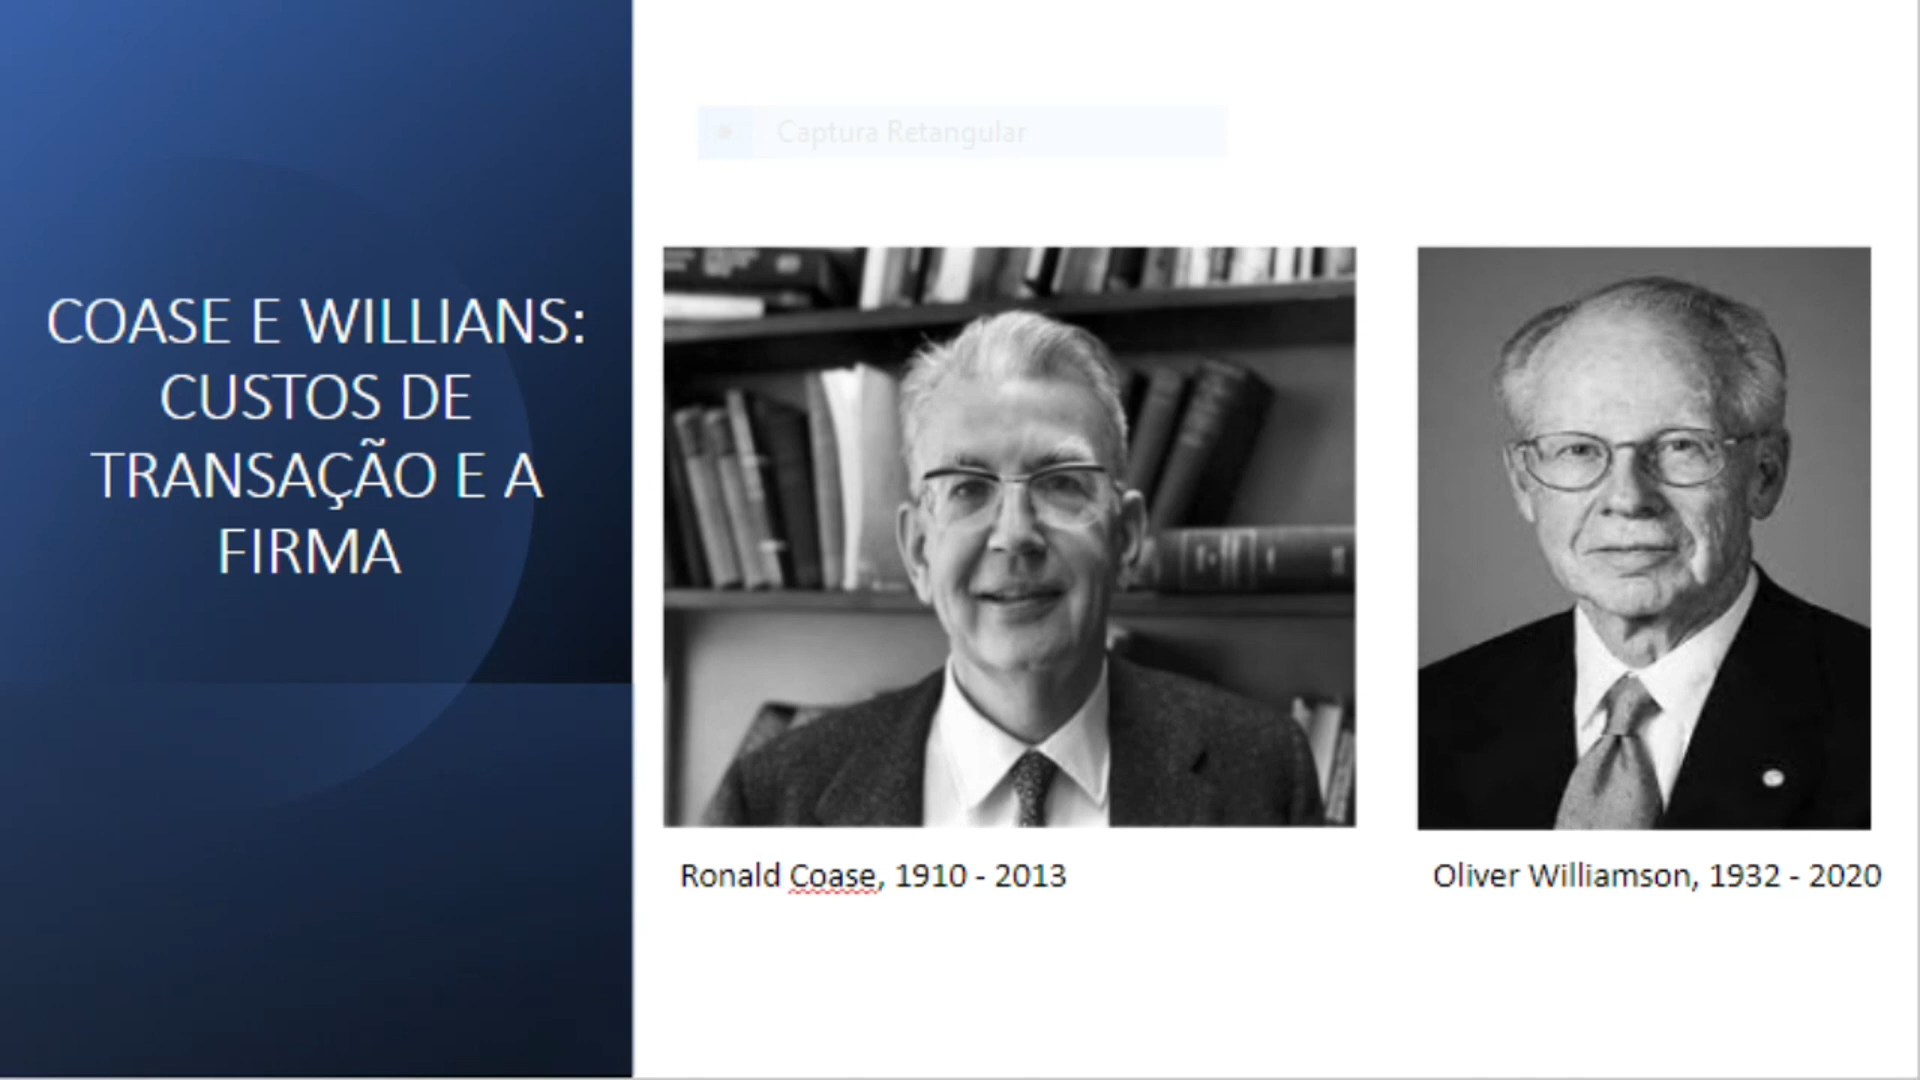 COASE E WILLIANS:
CUSTOS DE
TRANSAÇÃO E A
FIRMA
Captura Retangular
Ronald Coase, 1910 - 2013
Oliver Williamson, 1932 - 2020